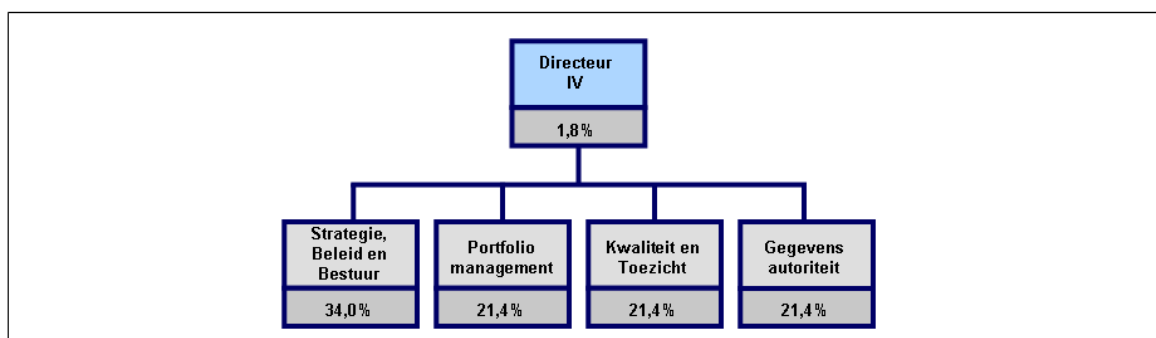 Directeur
IV
1,8%
Strategie,
Beleid en
Bestuur
34,0%
Portfolio
management
21,4%
Kwaliteit en
Toezicht
21,4%
Gegevens
autoriteit
21,4%